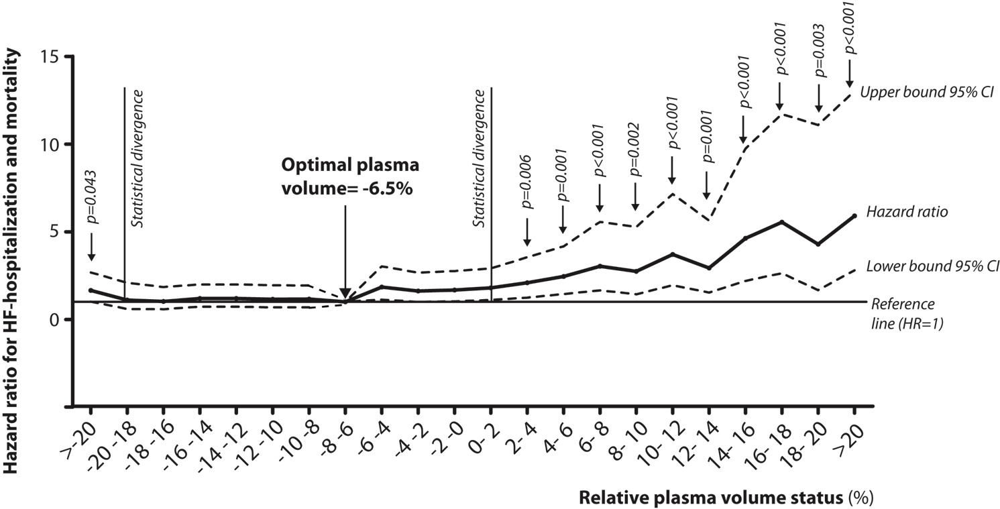 Hazard ratio for HF-hospitalization and mortality
15
10
5
0
p=0.043
Statistical divergence
Optimal plasma
volume= -6.5%
Statistical divergence
p=0.006
p=0.001
p<0.001
p=0.002
p<0.001
p=0.001
p<0.001
p<0.001
p=0.003
p<0.001
Upper bound 95% CI
Hazard ratio
Lower bound 95% CI
Reference
line (HR=1)
>-20
-20 -18
-18 -16
-16 -14
-14 -12
-12 -10
-10 -8
-8 -6
-6 -4
-4 -2
-2 -0
0- 2
2- 4
4- 6
6- 8
8- 10
10- 12
12- 14
14- 16
16- 18
18- 20
>20
Relative plasma volume status (%)